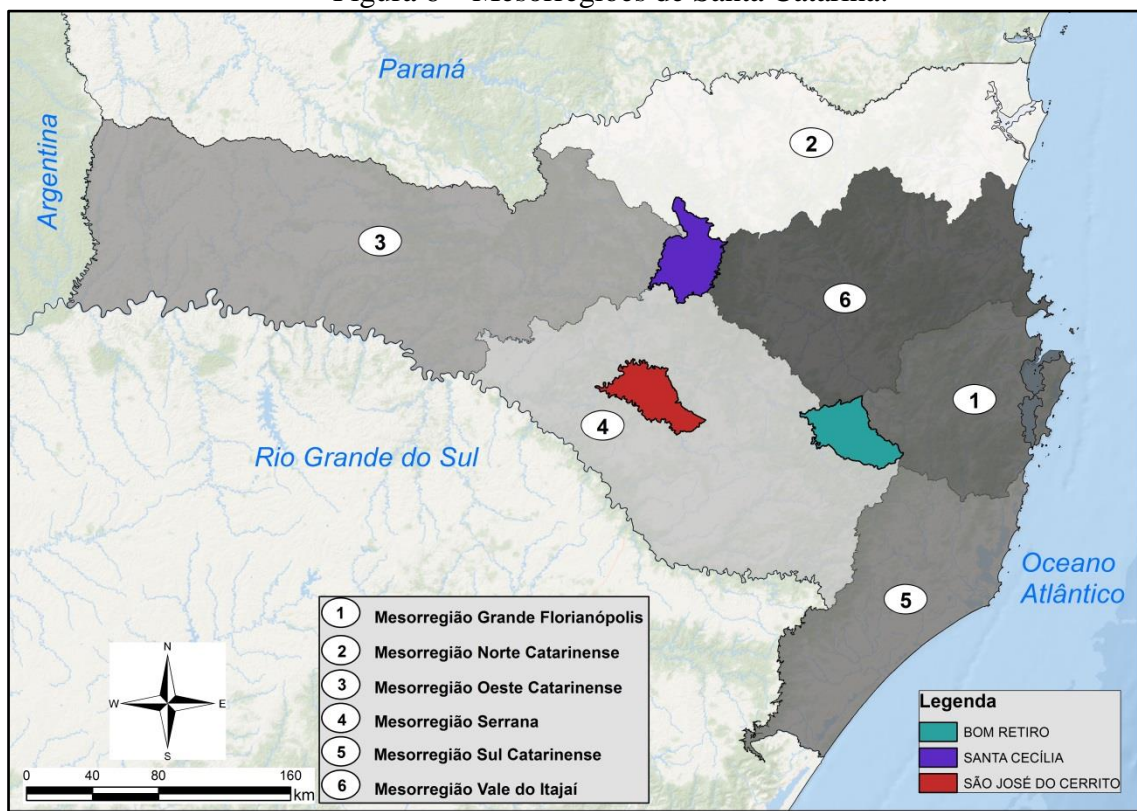 Figura 6 – Mesorregiões de Santa Catarina.
Paraná
Argentina
2
3
6
1
4
Rio Grande do Sul
5
Oceano
Atlântico
N
W
E
S
0 40 80 160
km
1 Mesorregião Grande Florianópolis
2 Mesorregião Norte Catarinense
3 Mesorregião Oeste Catarinense
4 Mesorregião Serrana
5 Mesorregião Sul Catarinense
6 Mesorregião Vale do Itajaí
Legenda
BOM RETIRO
SANTA CECÍLIA
SÃO JOSÉ DO CERRITO